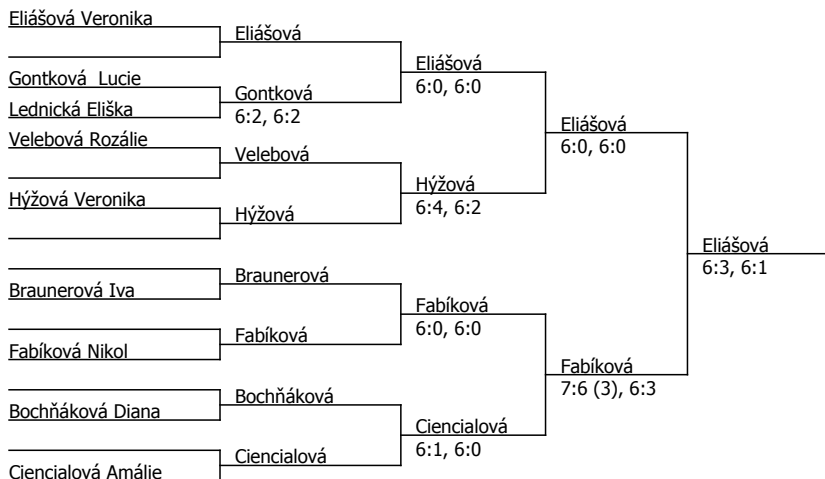 Eliášová Veronika
Eliášová
Eliášová
6:0, 6:0
Gontková  Lucie
Gontková
6:2, 6:2
Lednická Eliška
Eliášová
6:0, 6:0
Velebová Rozálie
Velebová
Hýžová
6:4, 6:2
Hýžová Veronika
Hýžová
Eliášová
6:3, 6:1
Braunerová
Braunerová Iva
Fabíková
6:0, 6:0
Fabíková
Fabíková Nikol
Fabíková
7:6 (3), 6:3
Bochňáková
Bochňáková Diana
Ciencialová
6:1, 6:0
Ciencialová
Ciencialová Amálie